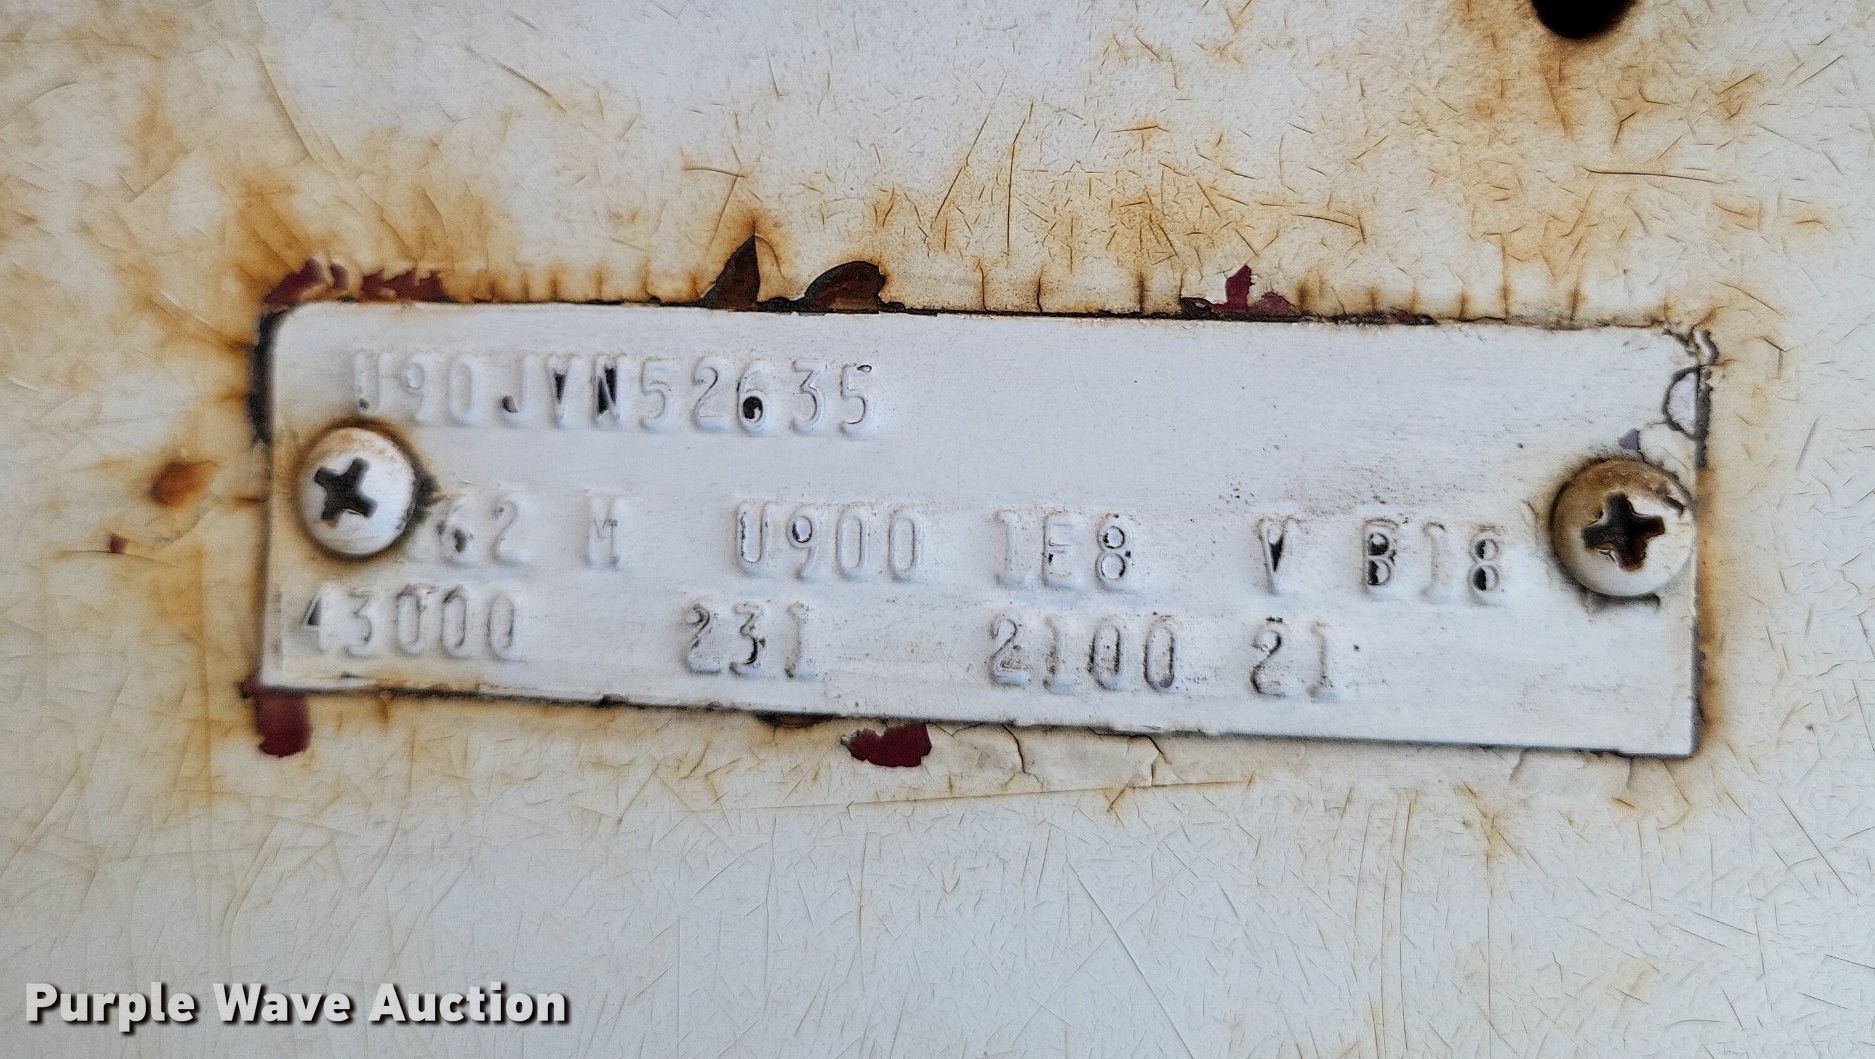 U90JVN52635
62 M U900 1E8 V B18
43000 231 2100 21
Purple Wave Auction